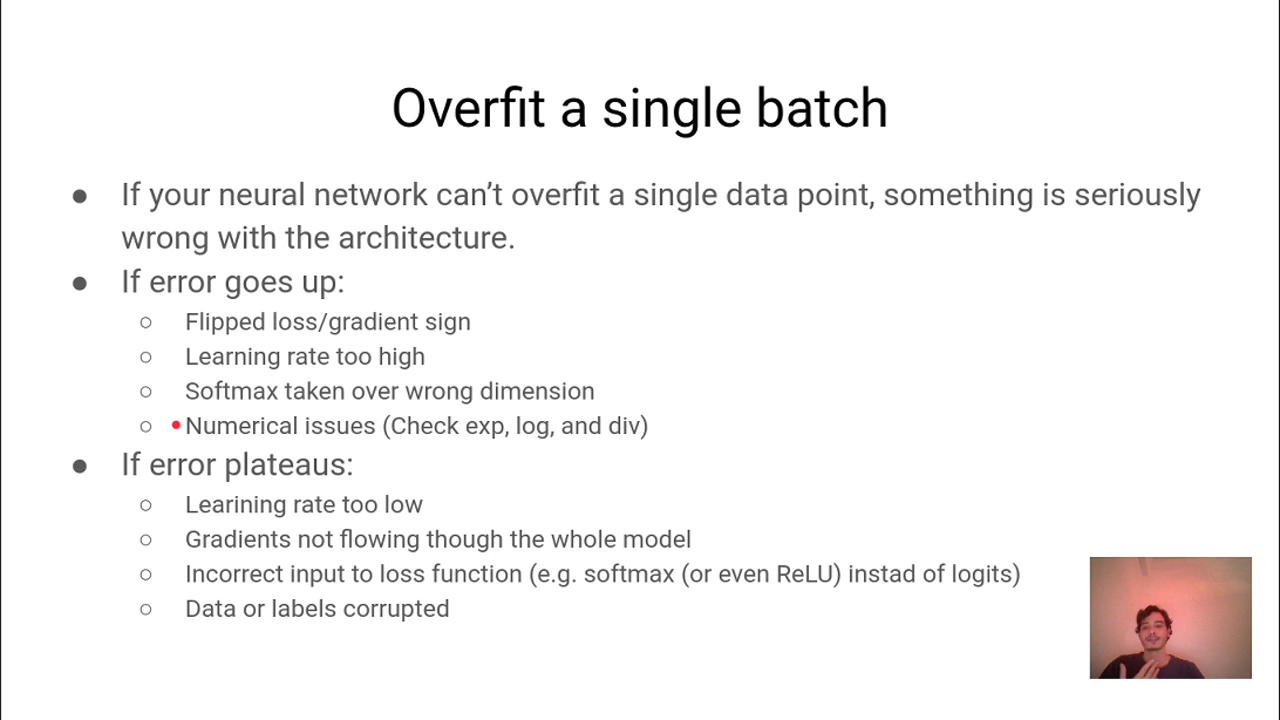 Overfit a single batch
● If your neural network can’t overfit a single data point, something is seriously
wrong with the architecture.
● If error goes up:
○ Flipped loss/gradient sign
○ Learning rate too high
○ Softmax taken over wrong dimension
○ Numerical issues (Check exp, log, and div)
● If error plateaus:
○ Learining rate too low
○ Gradients not flowing though the whole model
○ Incorrect input to loss function (e.g. softmax (or even ReLU) instad of logits)
○ Data or labels corrupted